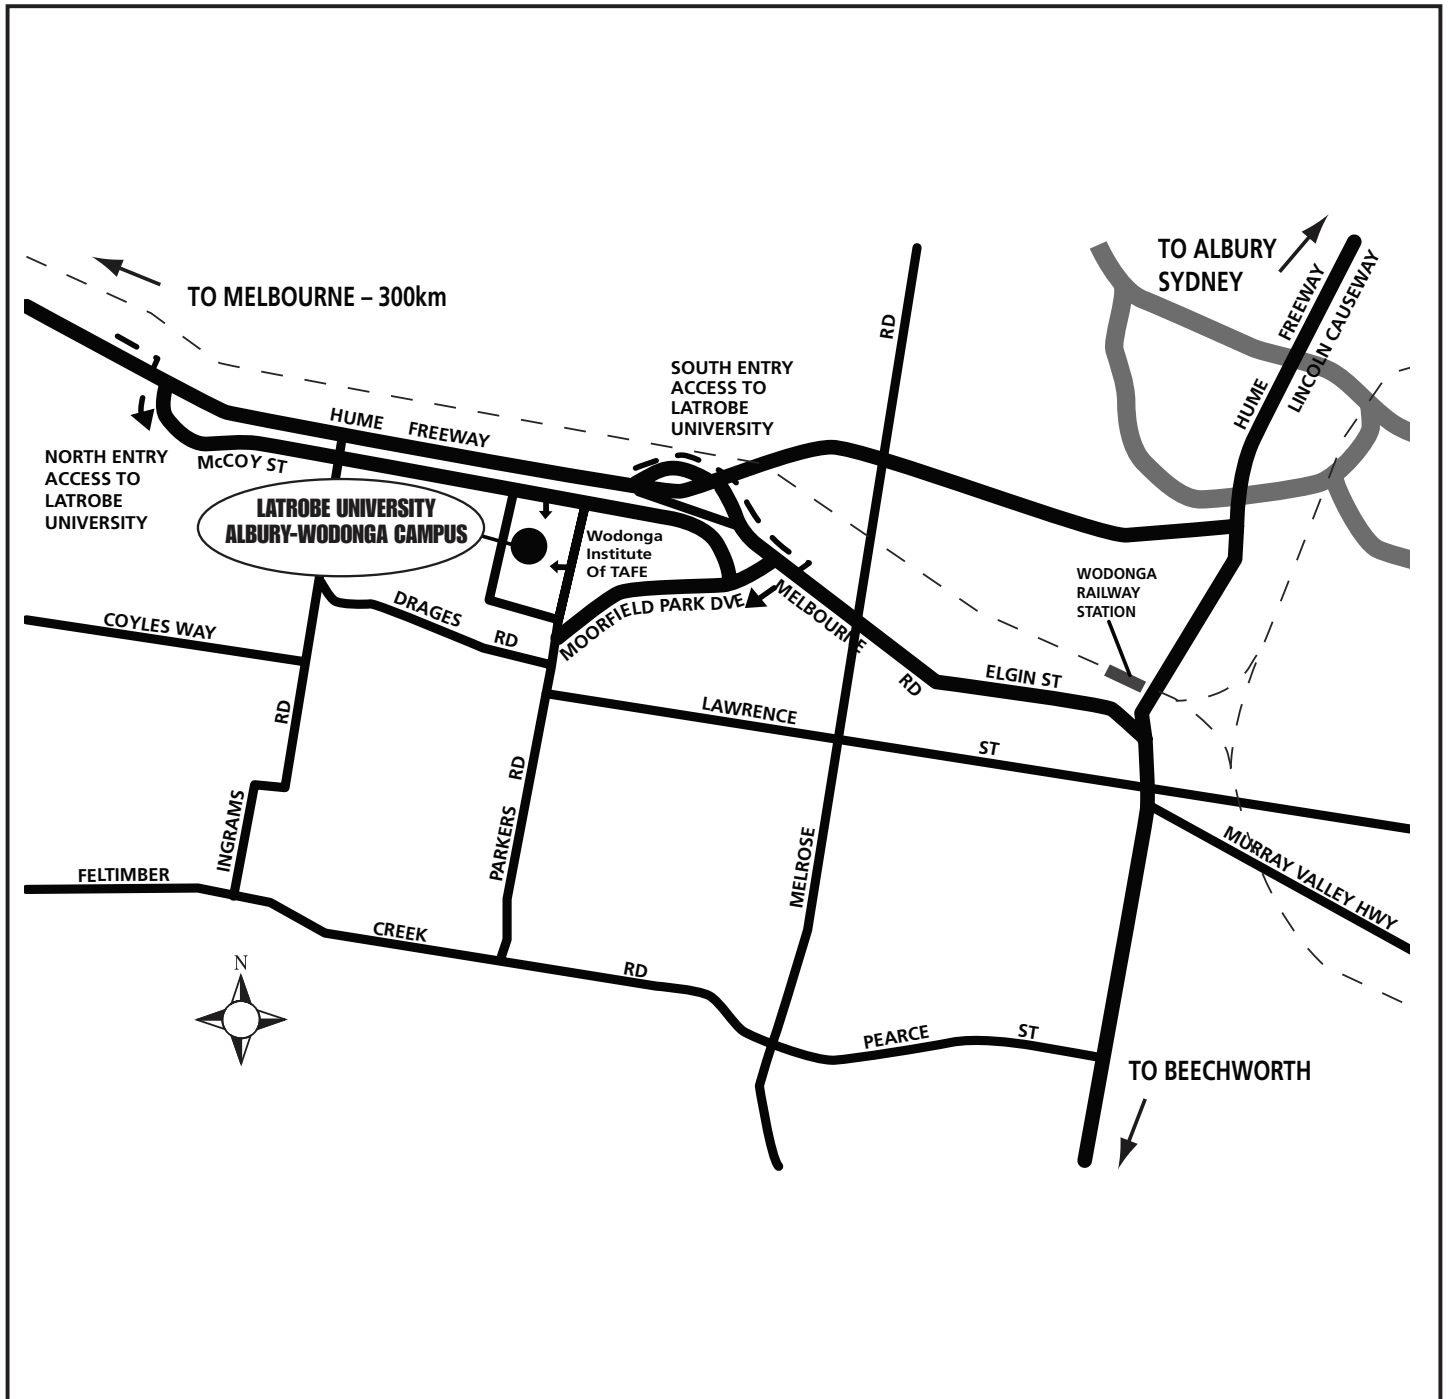 TO ALBURY
SYDNEY
TO MELBOURNE – 300km
HUME
FREEWAY
LINCOLN CAUSEWAY
RD
SOUTH ENTRY
ACCESS TO
LATROBE
UNIVERSITY
HUME
FREEWAY
NORTH ENTRY
ACCESS TO
LATROBE
UNIVERSITY
McCOY ST
LATROBE UNIVERSITY
ALBURY-WODONGA CAMPUS
Wodonga
Institute
Of TAFE
WODONGA
RAILWAY
STATION
MOORFIELD PARK DVE
MELBOURNE
RD
COYLES WAY
DRAGES
RD
ELGIN ST
LAWRENCE
ST
RD
INGRAMS
RD
PARKERS
MELROSE
MURRAY VALLEY HWY
FELTIMBER
CREEK
RD
N
PEARCE
ST
TO BEECHWORTH